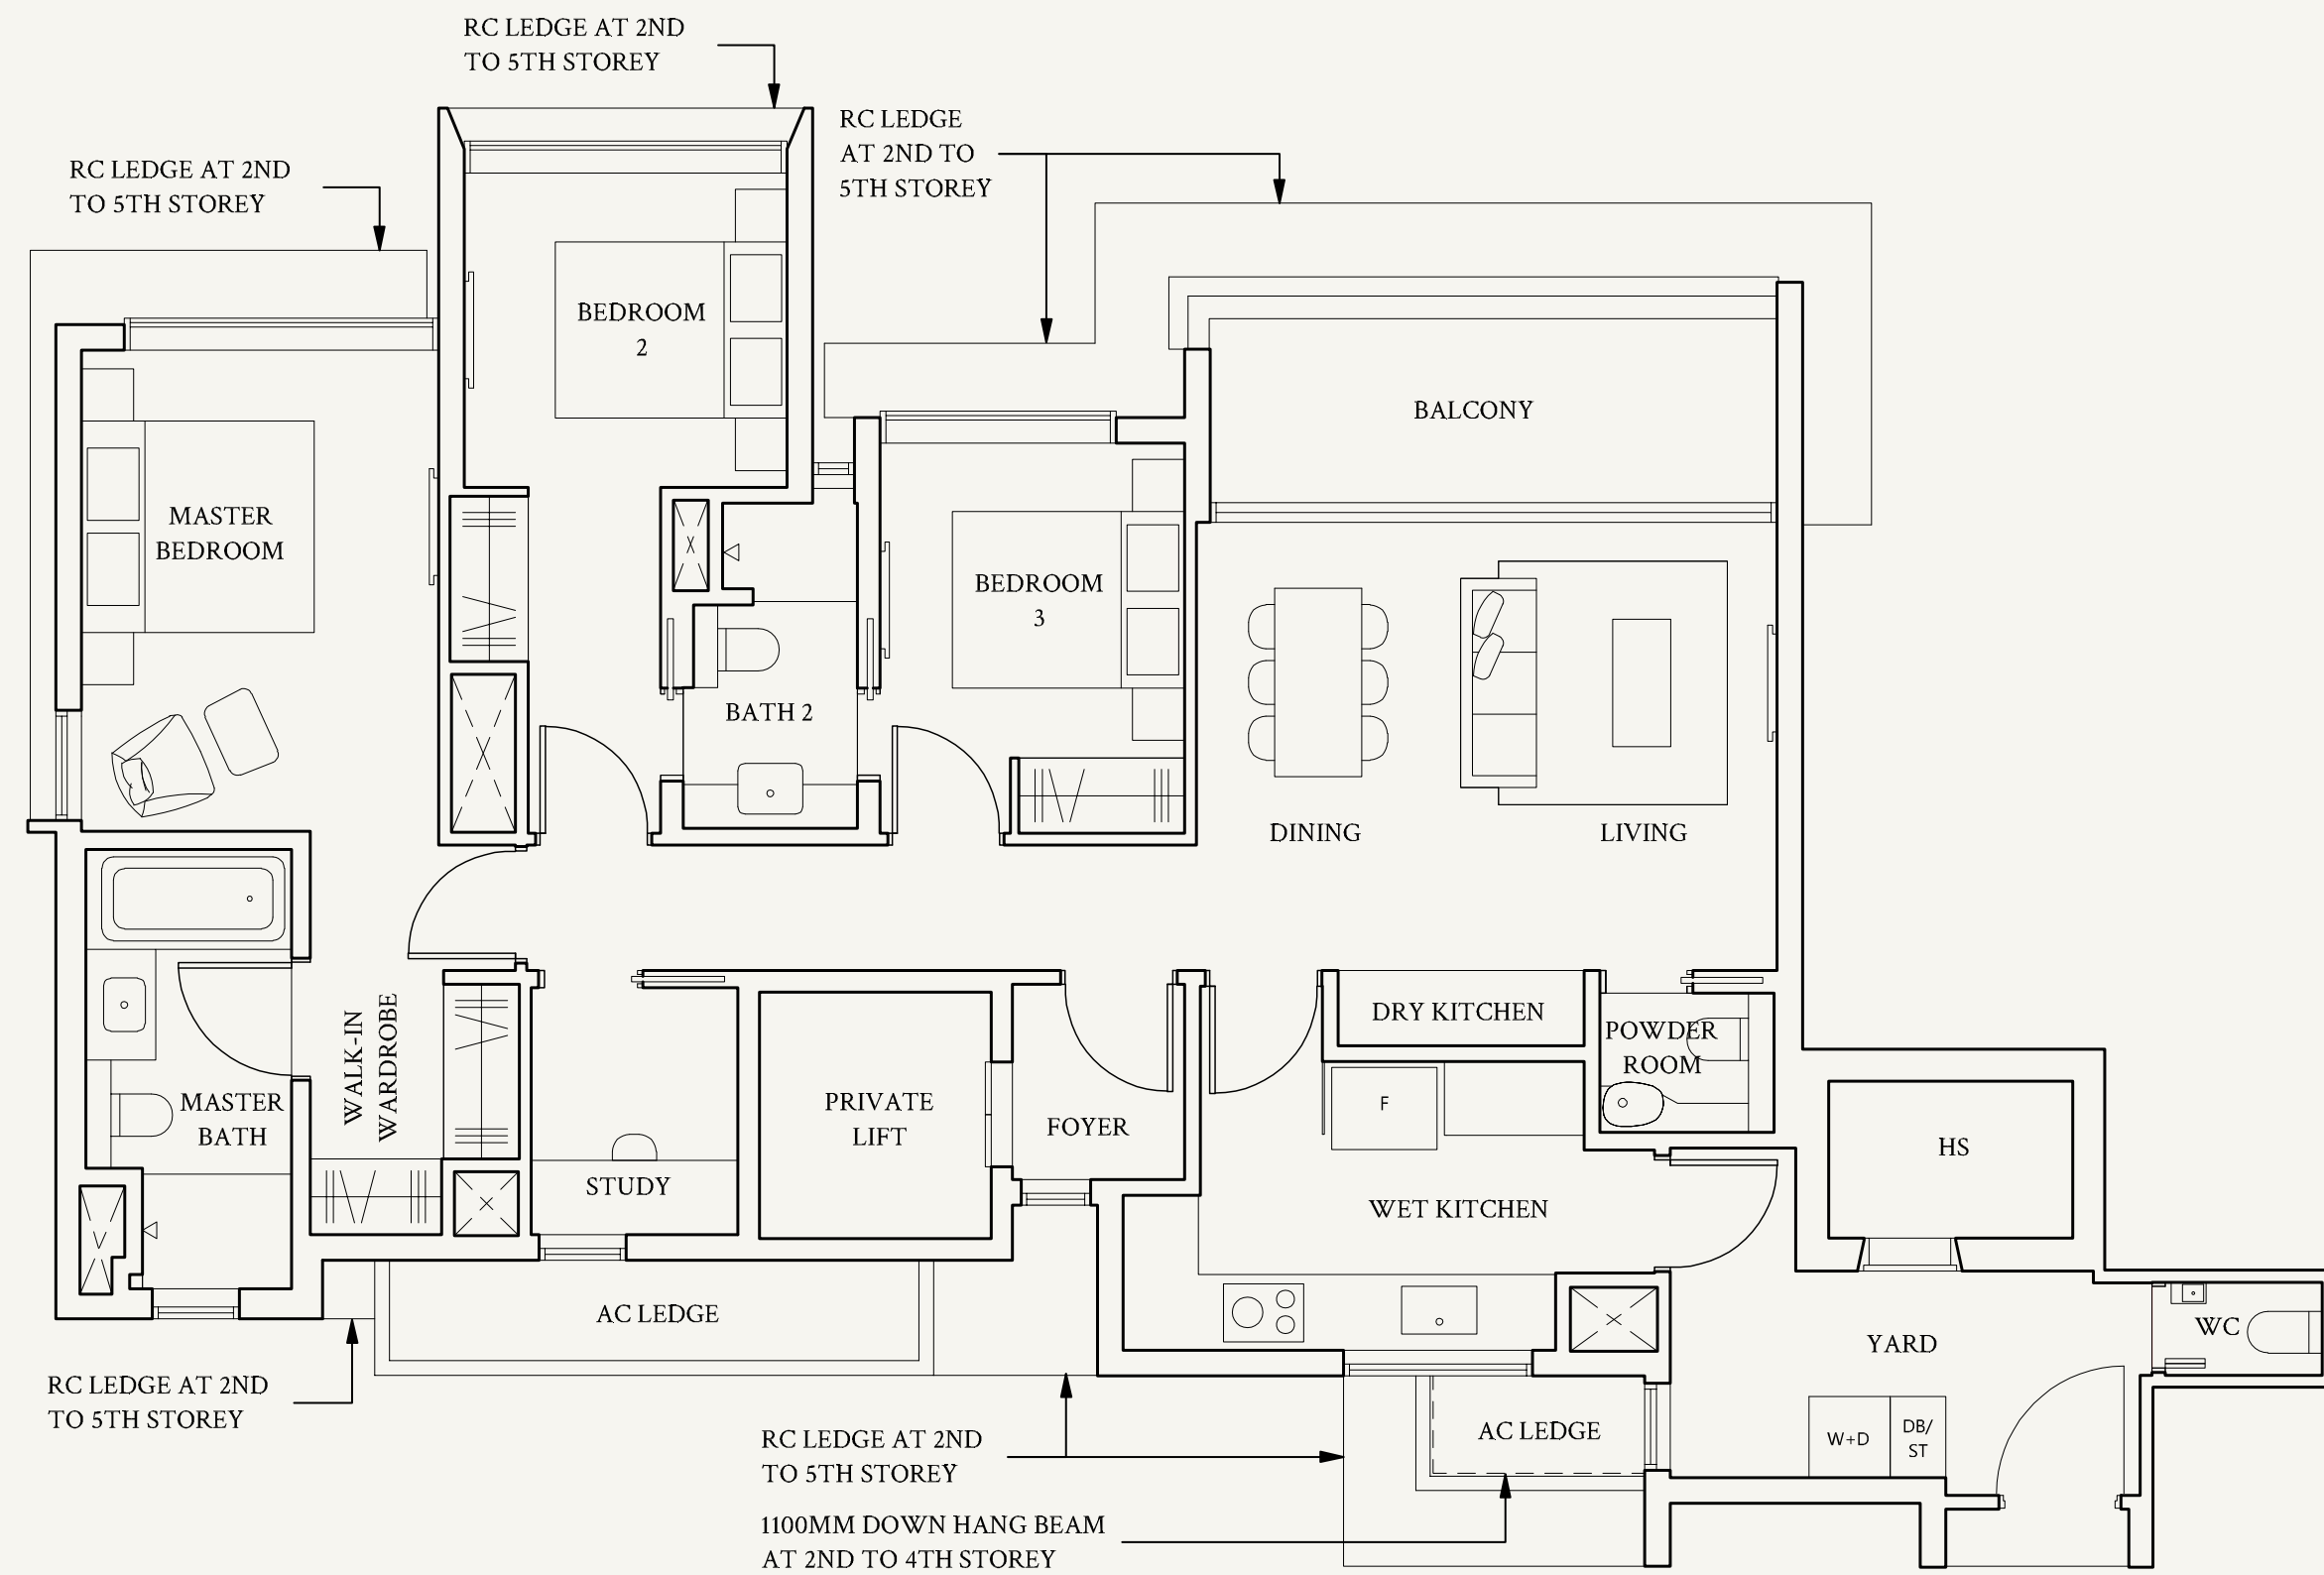 RC LEDGE AT 2ND
TO 5TH STOREY
RC LEDGE
AT 2ND TO
5TH STOREY
RC LEDGE AT 2ND
TO 5TH STOREY
BEDROOM
2
BALCONY
MASTER
BEDROOM
BEDROOM
3
BATH 2
DINING
LIVING
DRY KITCHEN
POWDER
ROOM
WALK-IN
WARDROBE
MASTER
BATH
PRIVATE
LIFT
F
FOYER
HS
STUDY
WET KITCHEN
AC LEDGE
WC
YARD
RC LEDGE AT 2ND
TO 5TH STOREY
AC LEDGE
W+D
DB/
ST
RC LEDGE AT 2ND
TO 5TH STOREY
1100MM DOWN HANG BEAM
AT 2ND TO 4TH STOREY